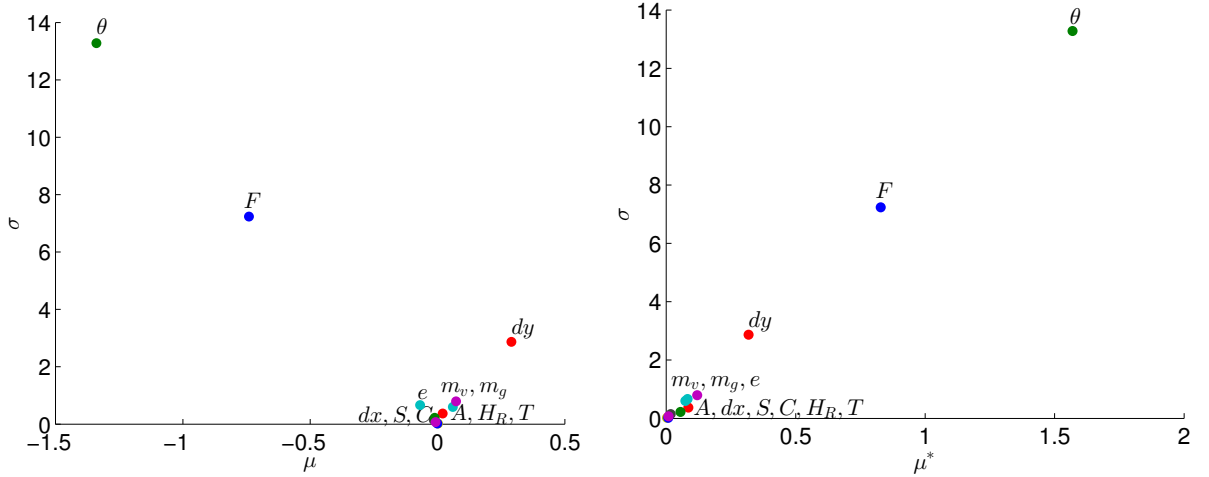 14
θ
12
10
8
F
σ
6
4
dy
2
e
m_v, m_g
dx, S, C
A, H_R, T
0
−1.5
−1
−0.5
0
0.5
μ
14
θ
12
10
8
F
σ
6
4
dy
2
m_v, m_g, e
A, dx, S, C_r, H_R, T
0
0
0.5
1
1.5
2
μ*